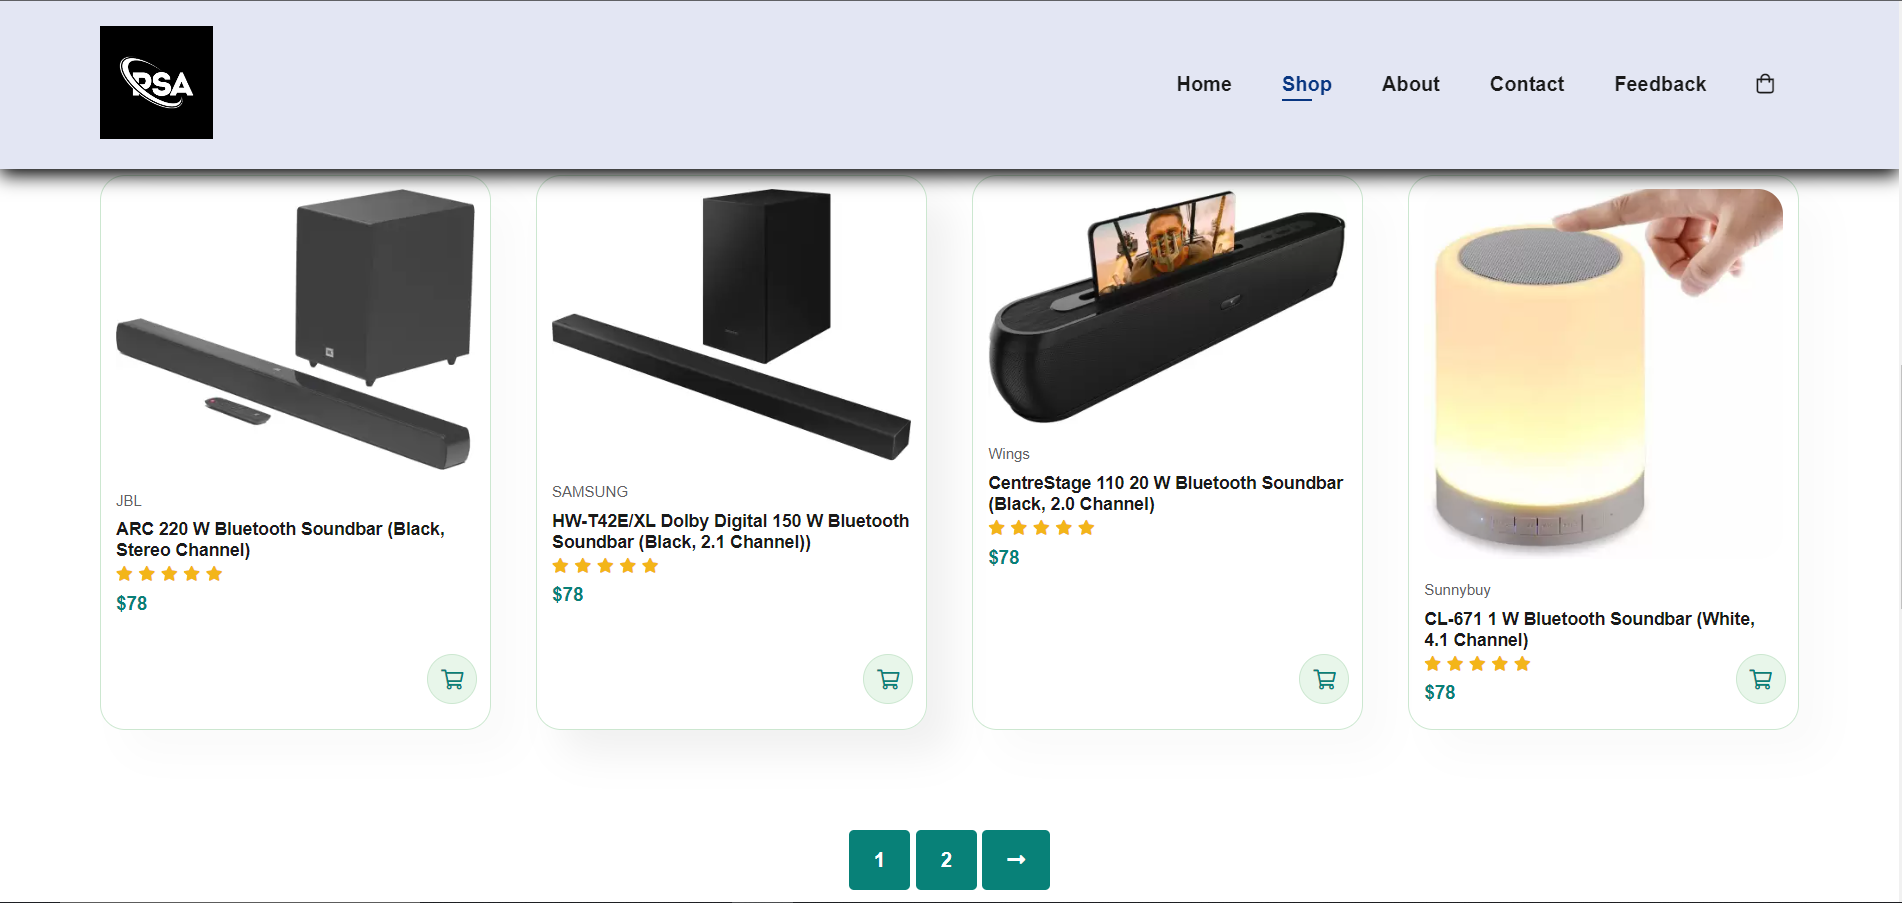 PSA
Home Shop About Contact Feedback
JBL
ARC 220 W Bluetooth Soundbar (Black,
Stereo Channel)
$78
SAMSUNG
HW-T42E/XL Dolby Digital 150 W Bluetooth
Soundbar (Black, 2.1 Channel))
$78
Wings
CentreStage 110 20 W Bluetooth Soundbar
(Black, 2.0 Channel)
$78
Sunnybuy
CL-671 1 W Bluetooth Soundbar (White,
4.1 Channel)
$78
1 2 →